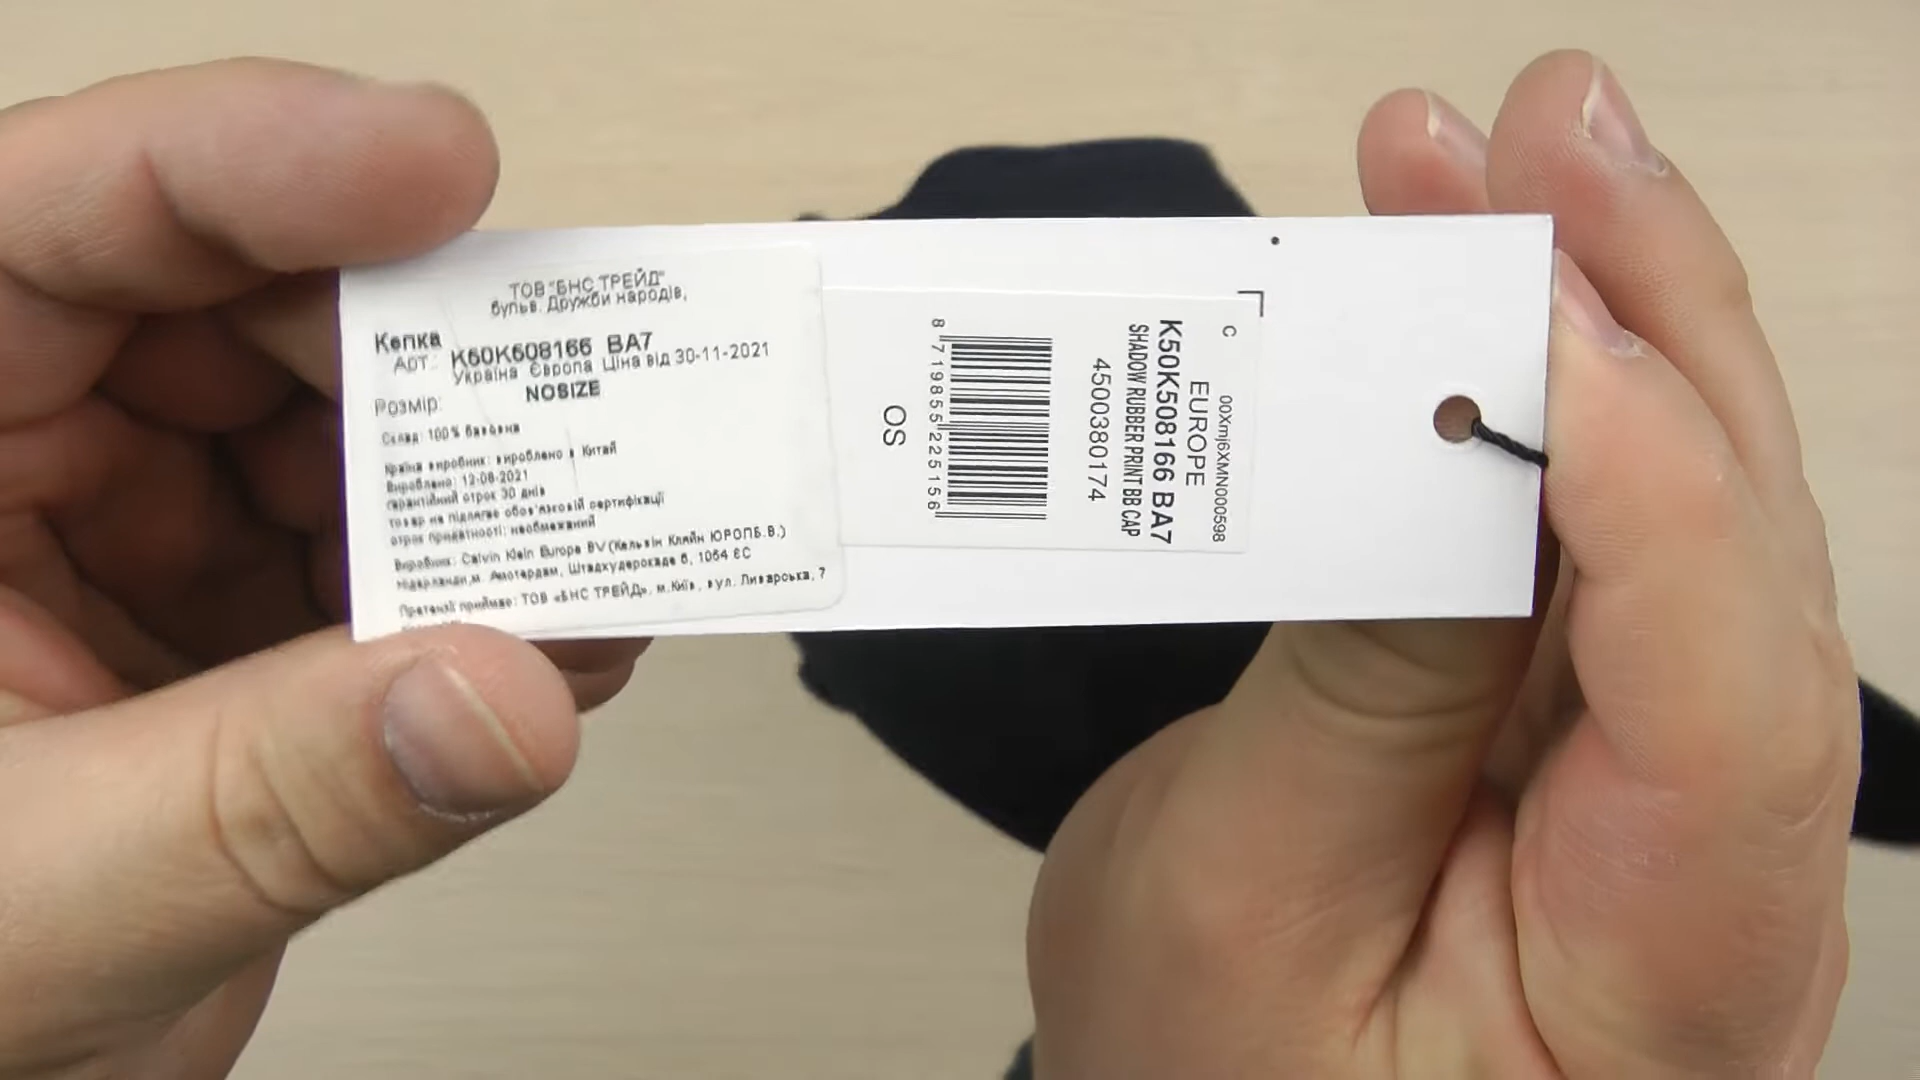 ТОВ "БНС ТРЕЙД"
бульв. Дружби народів,
Кепка
Арт.: K50K508166 BA7
Україна Європа Ціна від 30-11-2021
Розмір: NOSIZE
Склад: 100% бавовна
Країна виробник: вироблено в Китай
Вироблено: 12-08-2021
гарантійний строк 30 днів
товар не підлягає обов'язковій сертифікації
строк придатності: необмежений
Виробник: Calvin Klein Europe BV (Кельвін Кляйн ЮРОПБ.В.)
Нідерланди,м. Амстердам, Штадхудерскаде 6, 1054 ЄС
Претензії приймає: ТОВ «БНС ТРЕЙД», м.Київ, вул. Ливарська, 7
C
00Xmj6XMN000598
EUROPE
K50K508166 BA7
SHADOW RUBBER PRINT BB CAP
4500380174
8 719855 225156
OS